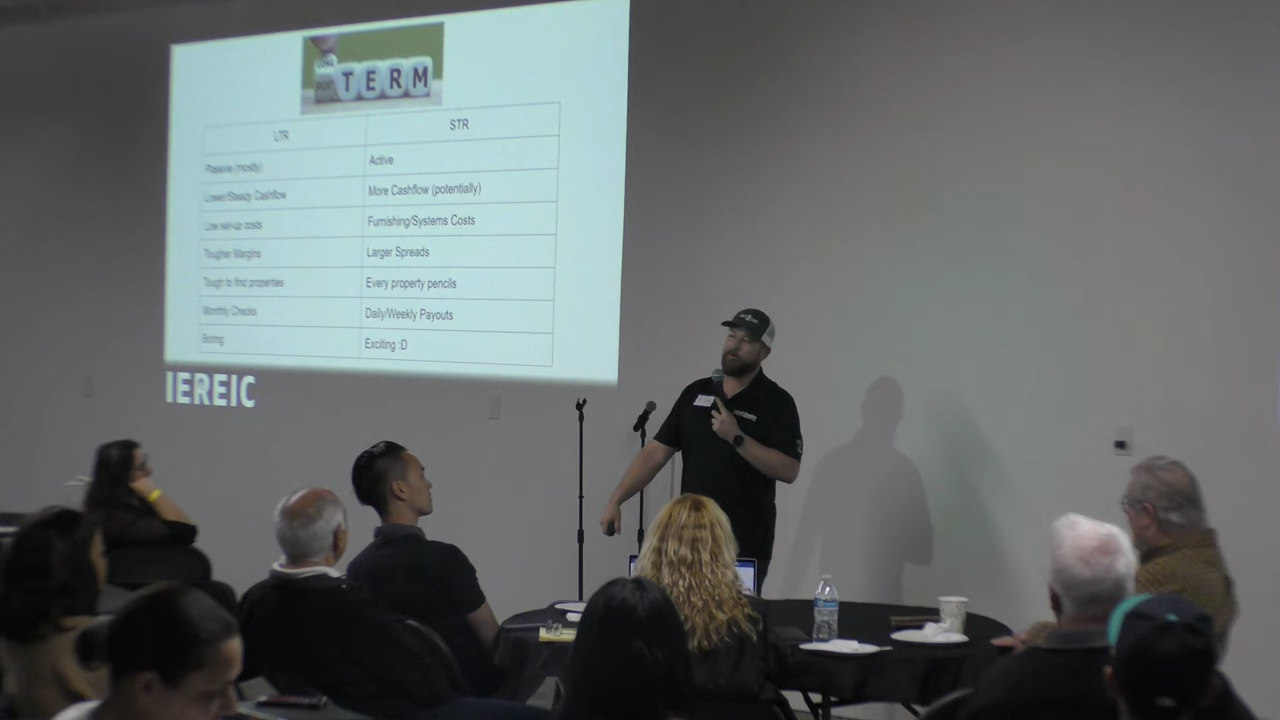 TERM
LTR STR
Passive (mostly) Active
Lower/Steady Cashflow More Cashflow (potentially)
Low set-up costs Furnishing/Systems Costs
Tougher Margins Larger Spreads
Tough to find properties Every property pencils
Monthly Checks Daily/Weekly Payouts
Boring Exciting :D
IEREIC